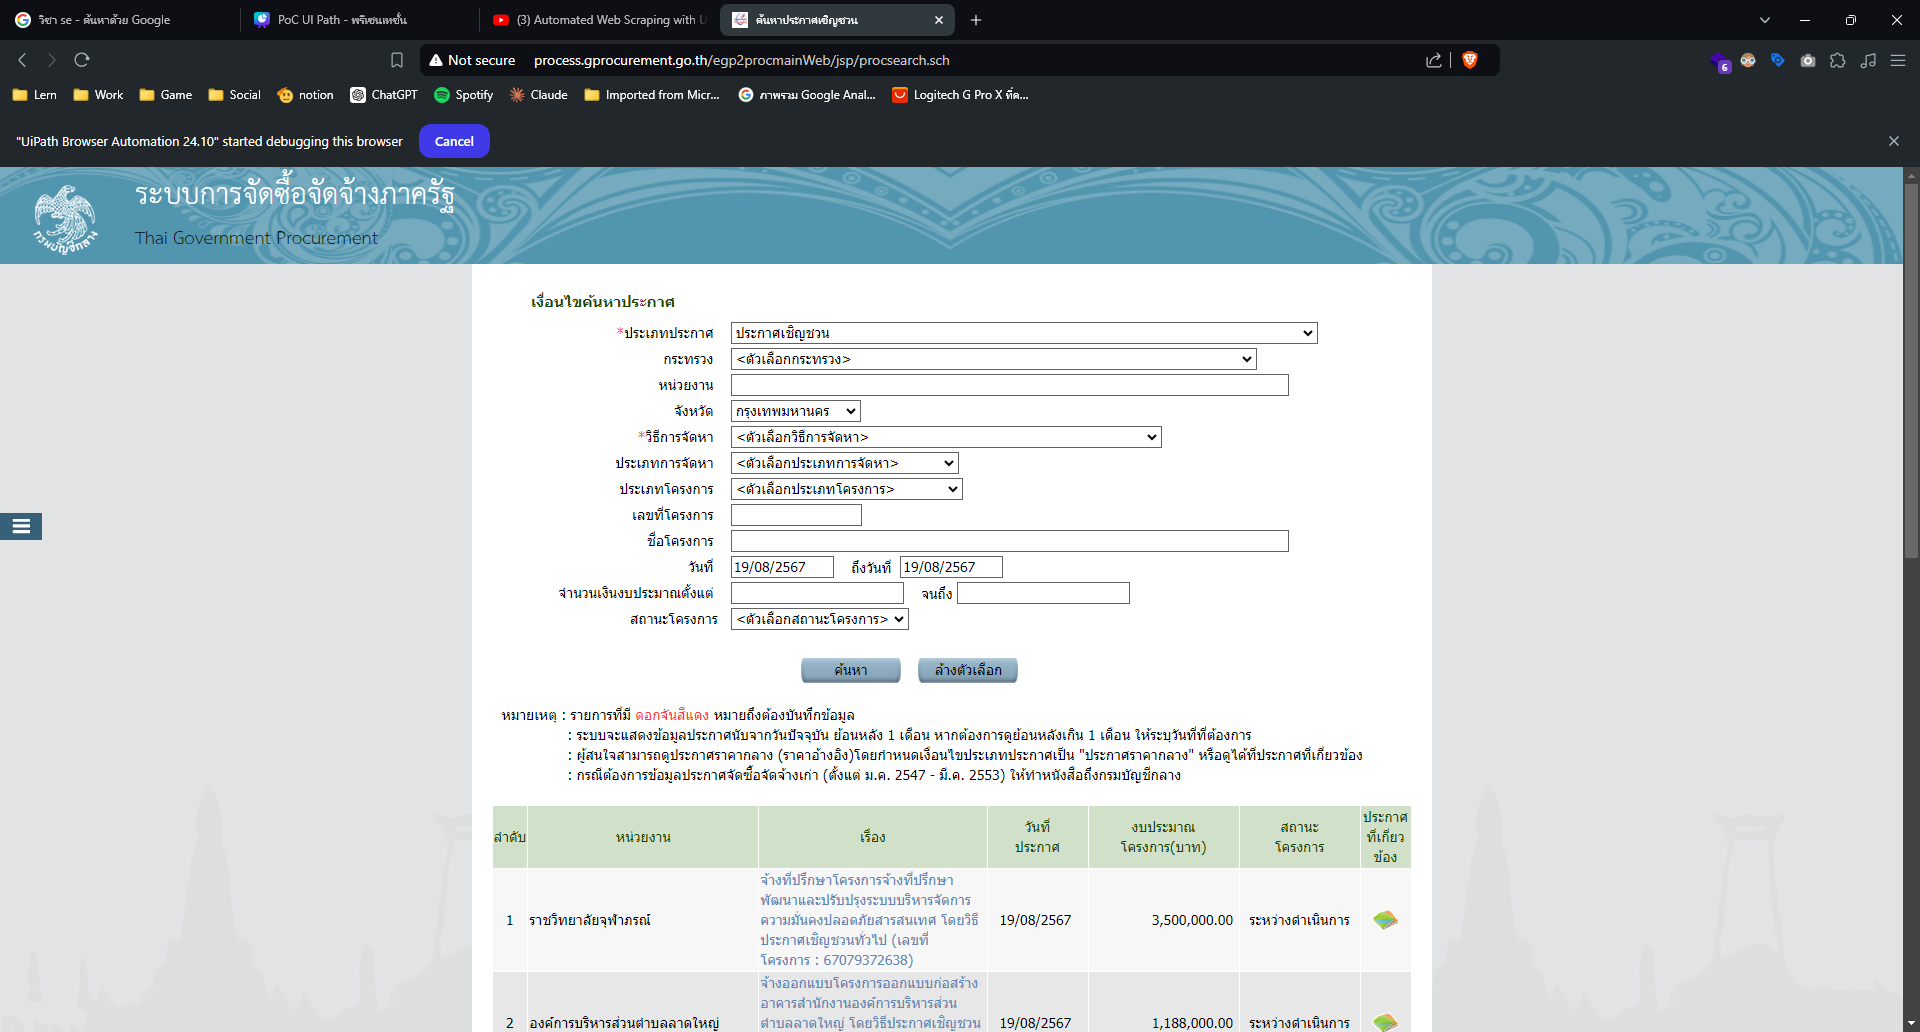 วิชา se - ค้นหาด้วย Google
PoC UI Path - พรีเซนเทชั่น
(3) Automated Web Scraping with U
ค้นหาประกาศเชิญชวน
Not secure process.gprocurement.go.th/egp2procmainWeb/jsp/procsearch.sch
6
Lern
Work
Game
Social
notion
ChatGPT
Spotify
Claude
Imported from Micr...
ภาพรวม Google Anal...
Logitech G Pro X ที่ค...
"UiPath Browser Automation 24.10" started debugging this browser
Cancel
ระบบการจัดซื้อจัดจ้างภาครัฐ
Thai Government Procurement
กรมบัญชีกลาง
เงื่อนไขค้นหาประกาศ
*ประเภทประกาศ ประกาศเชิญชวน
กระทรวง <ตัวเลือกกระทรวง>
หน่วยงาน
จังหวัด กรุงเทพมหานคร
*วิธีการจัดหา <ตัวเลือกวิธีการจัดหา>
ประเภทการจัดหา <ตัวเลือกประเภทการจัดหา>
ประเภทโครงการ <ตัวเลือกประเภทโครงการ>
เลขที่โครงการ
ชื่อโครงการ
วันที่ 19/08/2567 ถึงวันที่ 19/08/2567
จำนวนเงินงบประมาณตั้งแต่ จนถึง
สถานะโครงการ <ตัวเลือกสถานะโครงการ>
ค้นหา ล้างตัวเลือก
หมายเหตุ : รายการที่มี ดอกจันสีแดง หมายถึงต้องบันทึกข้อมูล
: ระบบจะแสดงข้อมูลประกาศนับจากวันปัจจุบัน ย้อนหลัง 1 เดือน หากต้องการดูย้อนหลังเกิน 1 เดือน ให้ระบุวันที่ที่ต้องการ
: ผู้สนใจสามารถดูประกาศราคากลาง (ราคาอ้างอิง)โดยกำหนดเงื่อนไขประเภทประกาศเป็น "ประกาศราคากลาง" หรือดูได้ที่ประกาศที่เกี่ยวข้อง
: กรณีต้องการข้อมูลประกาศจัดซื้อจัดจ้างเก่า (ตั้งแต่ ม.ค. 2547 - มี.ค. 2553) ให้ทำหนังสือถึงกรมบัญชีกลาง
ลำดับ
หน่วยงาน
เรื่อง
วันที่
ประกาศ
งบประมาณ
โครงการ(บาท)
สถานะ
โครงการ
ประกาศ
ที่เกี่ยว
ข้อง
1
ราชวิทยาลัยจุฬาภรณ์
จ้างที่ปรึกษาโครงการจ้างที่ปรึกษา
พัฒนาและปรับปรุงระบบบริหารจัดการ
ความมั่นคงปลอดภัยสารสนเทศ โดยวิธี
ประกาศเชิญชวนทั่วไป (เลขที่
โครงการ : 67079372638)
19/08/2567
3,500,000.00
ระหว่างดำเนินการ
2
องค์การบริหารส่วนตำบลลาดใหญ่
จ้างออกแบบโครงการออกแบบก่อสร้าง
อาคารสำนักงานองค์การบริหารส่วน
ตำบลลาดใหญ่ โดยวิธีประกาศเชิญชวน
19/08/2567
1,188,000.00
ระหว่างดำเนินการ